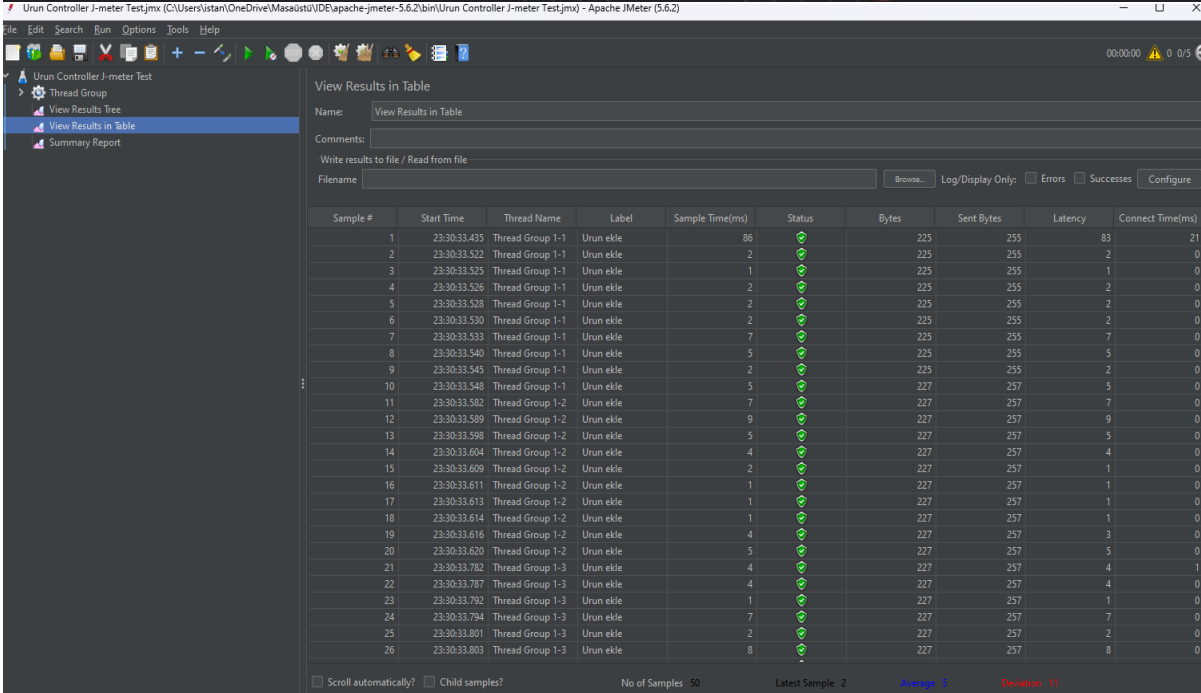 Urun Controller J-meter Test.jmx (C:\Users\istan\OneDrive\Masaüstü\IDE\apache-jmeter-5.6.2\bin\Urun Controller J-meter Test.jmx) - Apache JMeter (5.6.2)
File Edit Search Run Options Tools Help
00:00:00 0 0/5
Urun Controller J-meter Test
Thread Group
View Results Tree
View Results in Table
Summary Report
View Results in Table
Name: View Results in Table
Comments:
Write results to file / Read from file
Filename Browse... Log/Display Only: Errors Successes Configure
Sample # Start Time Thread Name Label Sample Time(ms) Status Bytes Sent Bytes Latency Connect Time(ms)
1 23:30:33.435 Thread Group 1-1 Urun ekle 86 225 255 83 21
2 23:30:33.522 Thread Group 1-1 Urun ekle 2 225 255 2 0
3 23:30:33.525 Thread Group 1-1 Urun ekle 1 225 255 1 0
4 23:30:33.526 Thread Group 1-1 Urun ekle 2 225 255 2 0
5 23:30:33.528 Thread Group 1-1 Urun ekle 2 225 255 2 0
6 23:30:33.530 Thread Group 1-1 Urun ekle 2 225 255 2 0
7 23:30:33.533 Thread Group 1-1 Urun ekle 7 225 255 7 0
8 23:30:33.540 Thread Group 1-1 Urun ekle 5 225 255 5 0
9 23:30:33.545 Thread Group 1-1 Urun ekle 2 225 255 2 0
10 23:30:33.548 Thread Group 1-1 Urun ekle 5 227 257 5 0
11 23:30:33.582 Thread Group 1-2 Urun ekle 7 227 257 7 0
12 23:30:33.589 Thread Group 1-2 Urun ekle 9 227 257 9 0
13 23:30:33.598 Thread Group 1-2 Urun ekle 5 227 257 5 0
14 23:30:33.604 Thread Group 1-2 Urun ekle 4 227 257 4 0
15 23:30:33.609 Thread Group 1-2 Urun ekle 2 227 257 1 0
16 23:30:33.611 Thread Group 1-2 Urun ekle 1 227 257 1 0
17 23:30:33.613 Thread Group 1-2 Urun ekle 1 227 257 1 0
18 23:30:33.614 Thread Group 1-2 Urun ekle 1 227 257 1 0
19 23:30:33.616 Thread Group 1-2 Urun ekle 4 227 257 3 0
20 23:30:33.620 Thread Group 1-2 Urun ekle 5 227 257 5 0
21 23:30:33.782 Thread Group 1-3 Urun ekle 4 227 257 4 1
22 23:30:33.787 Thread Group 1-3 Urun ekle 4 227 257 4 0
23 23:30:33.792 Thread Group 1-3 Urun ekle 1 227 257 1 0
24 23:30:33.794 Thread Group 1-3 Urun ekle 7 227 257 7 0
25 23:30:33.801 Thread Group 1-3 Urun ekle 2 227 257 2 0
26 23:30:33.803 Thread Group 1-3 Urun ekle 8 227 257 8 0
Scroll automatically? Child samples? No of Samples 50 Latest Sample 2 Average 5 Deviation 11